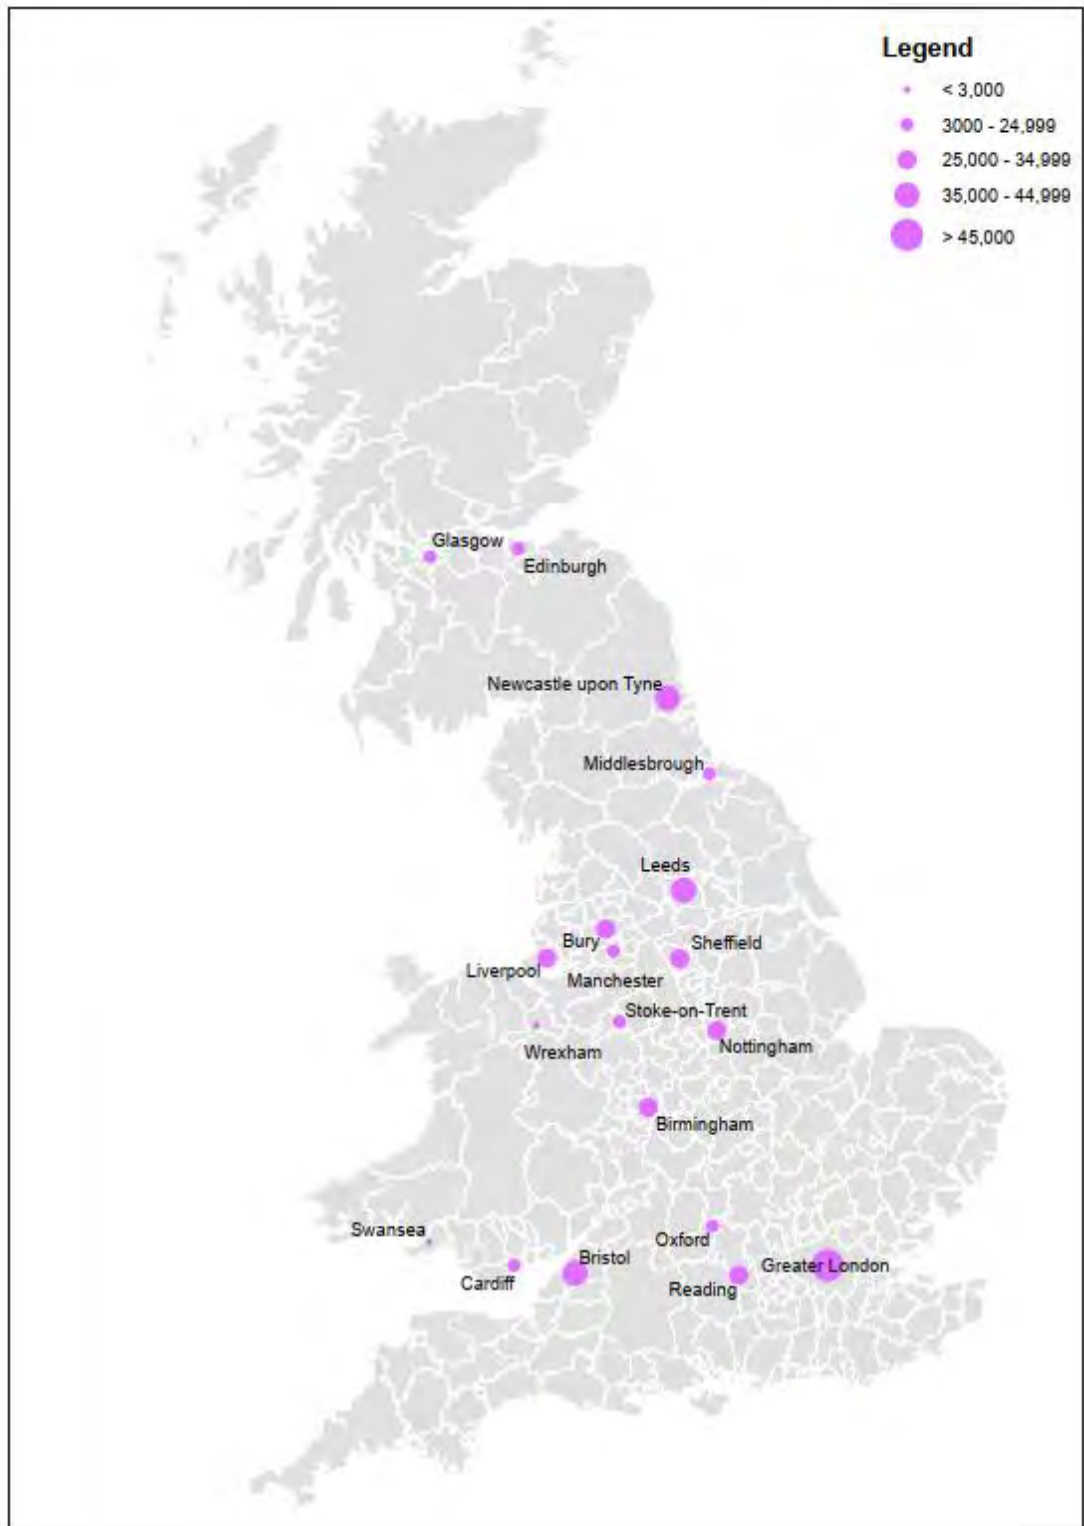 Legend
< 3,000
3000 - 24,999
25,000 - 34,999
35,000 - 44,999
> 45,000
Glasgow
Edinburgh
Newcastle upon Tyne
Middlesbrough
Leeds
Bury
Sheffield
Liverpool
Manchester
Stoke-on-Trent
Nottingham
Wrexham
Birmingham
Swansea
Oxford
Bristol
Greater London
Cardiff
Reading